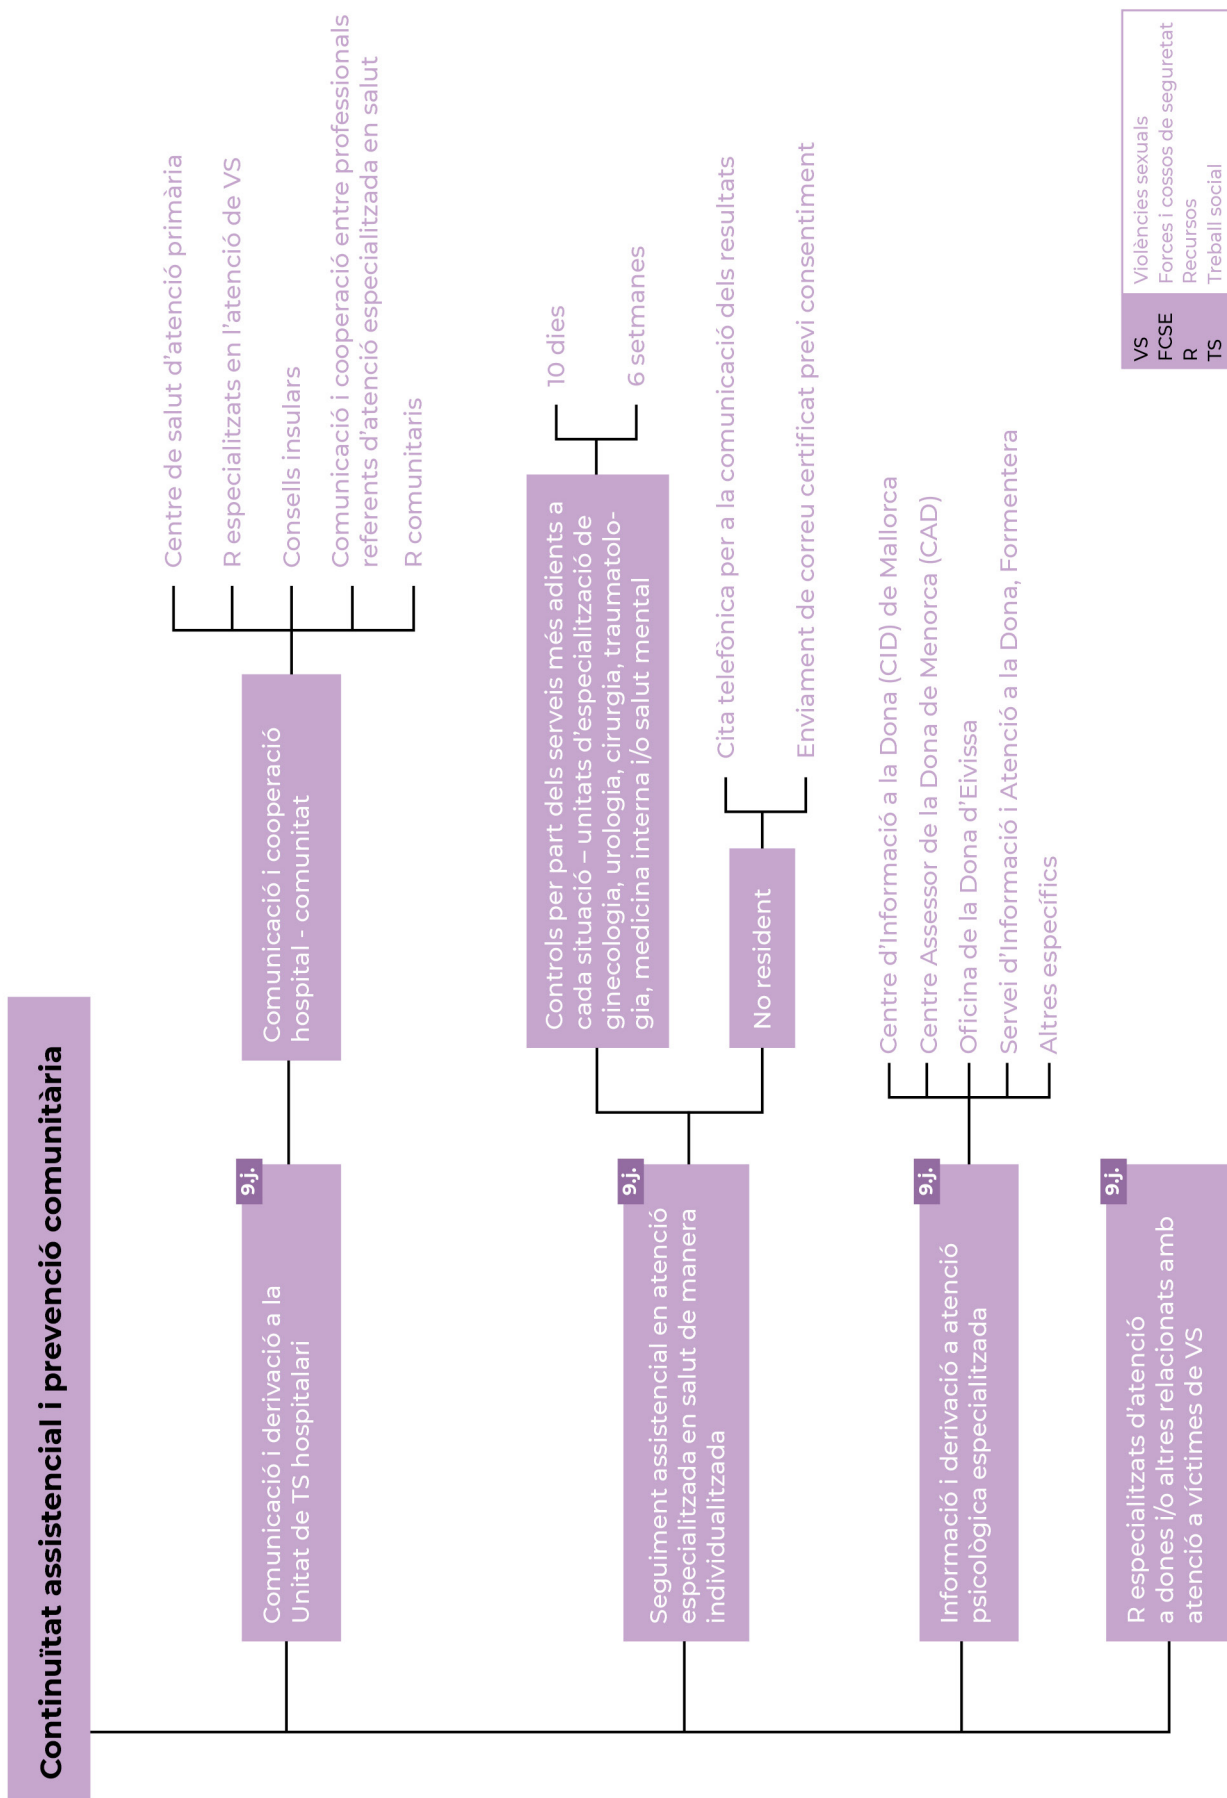 Continuïtat assistencial i prevenció comunitària
9.j.
Comunicació i derivació a la
Unitat de TS hospitalari
Comunicació i cooperació
hospital - comunitat
Centre de salut d'atenció primària
R especialitzats en l'atenció de VS
Consells insulars
Comunicació i cooperació entre professionals
referents d'atenció especialitzada en salut
R comunitaris
9.j.
Seguiment assistencial en atenció
especialitzada en salut de manera
individualitzada
Controls per part dels serveis més adients a
cada situació – unitats d'especialització de
ginecologia, urologia, cirurgia, traumatolo-
gia, medicina interna i/o salut mental
10 dies
6 setmanes
No resident
Cita telefònica per a la comunicació dels resultats
Enviament de correu certificat previ consentiment
9.j.
Informació i derivació a atenció
psicològica especialitzada
Centre d'Informació a la Dona (CID) de Mallorca
Centre Assessor de la Dona de Menorca (CAD)
Oficina de la Dona d'Eivissa
Servei d'Informació i Atenció a la Dona, Formentera
Altres específics
9.j.
R especialitzats d'atenció
a dones i/o altres relacionats amb
atenció a víctimes de VS
VS Violències sexuals
FCSE Forces i cossos de seguretat
R Recursos
TS Treball social